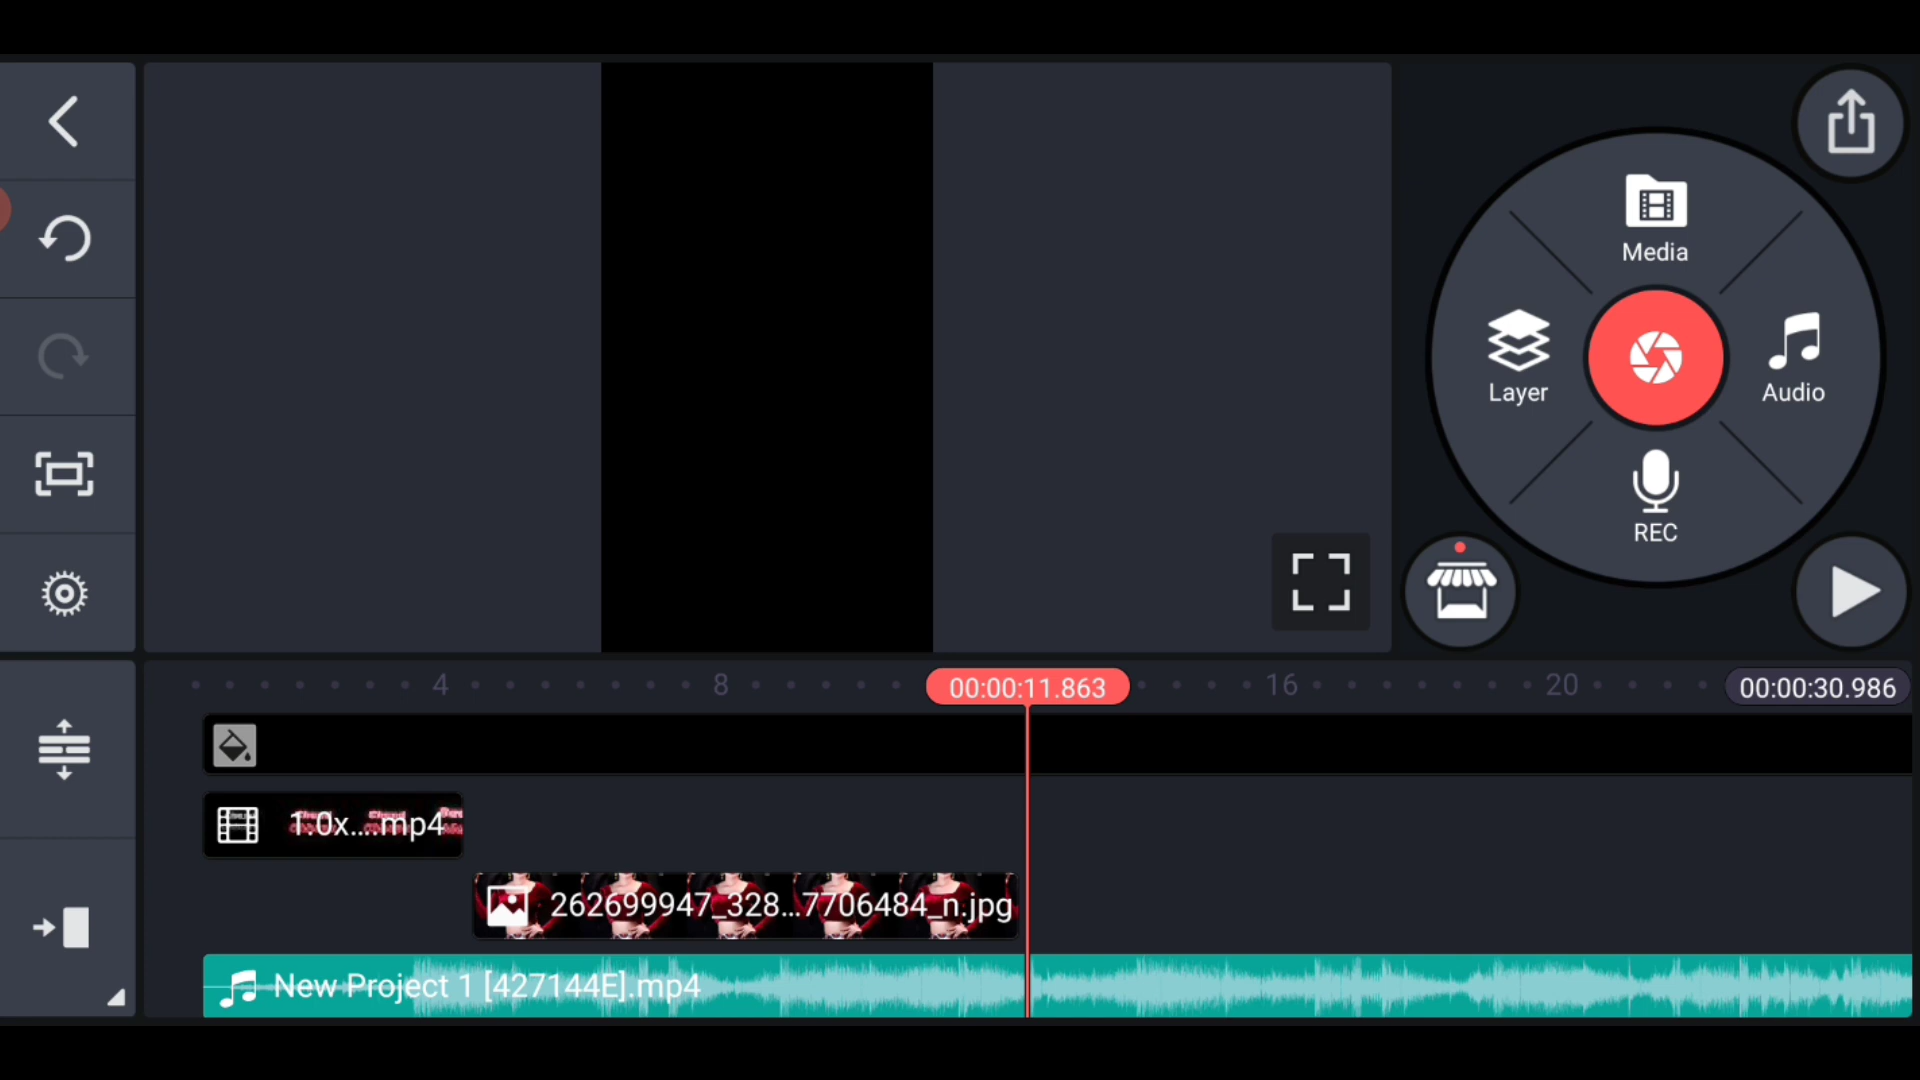 Media
Layer
Audio
REC
4
8
00:00:11.863
16
20
00:00:30.986
1.0x....mp4
262699947_328...7706484_n.jpg
New Project 1 [427144E].mp4